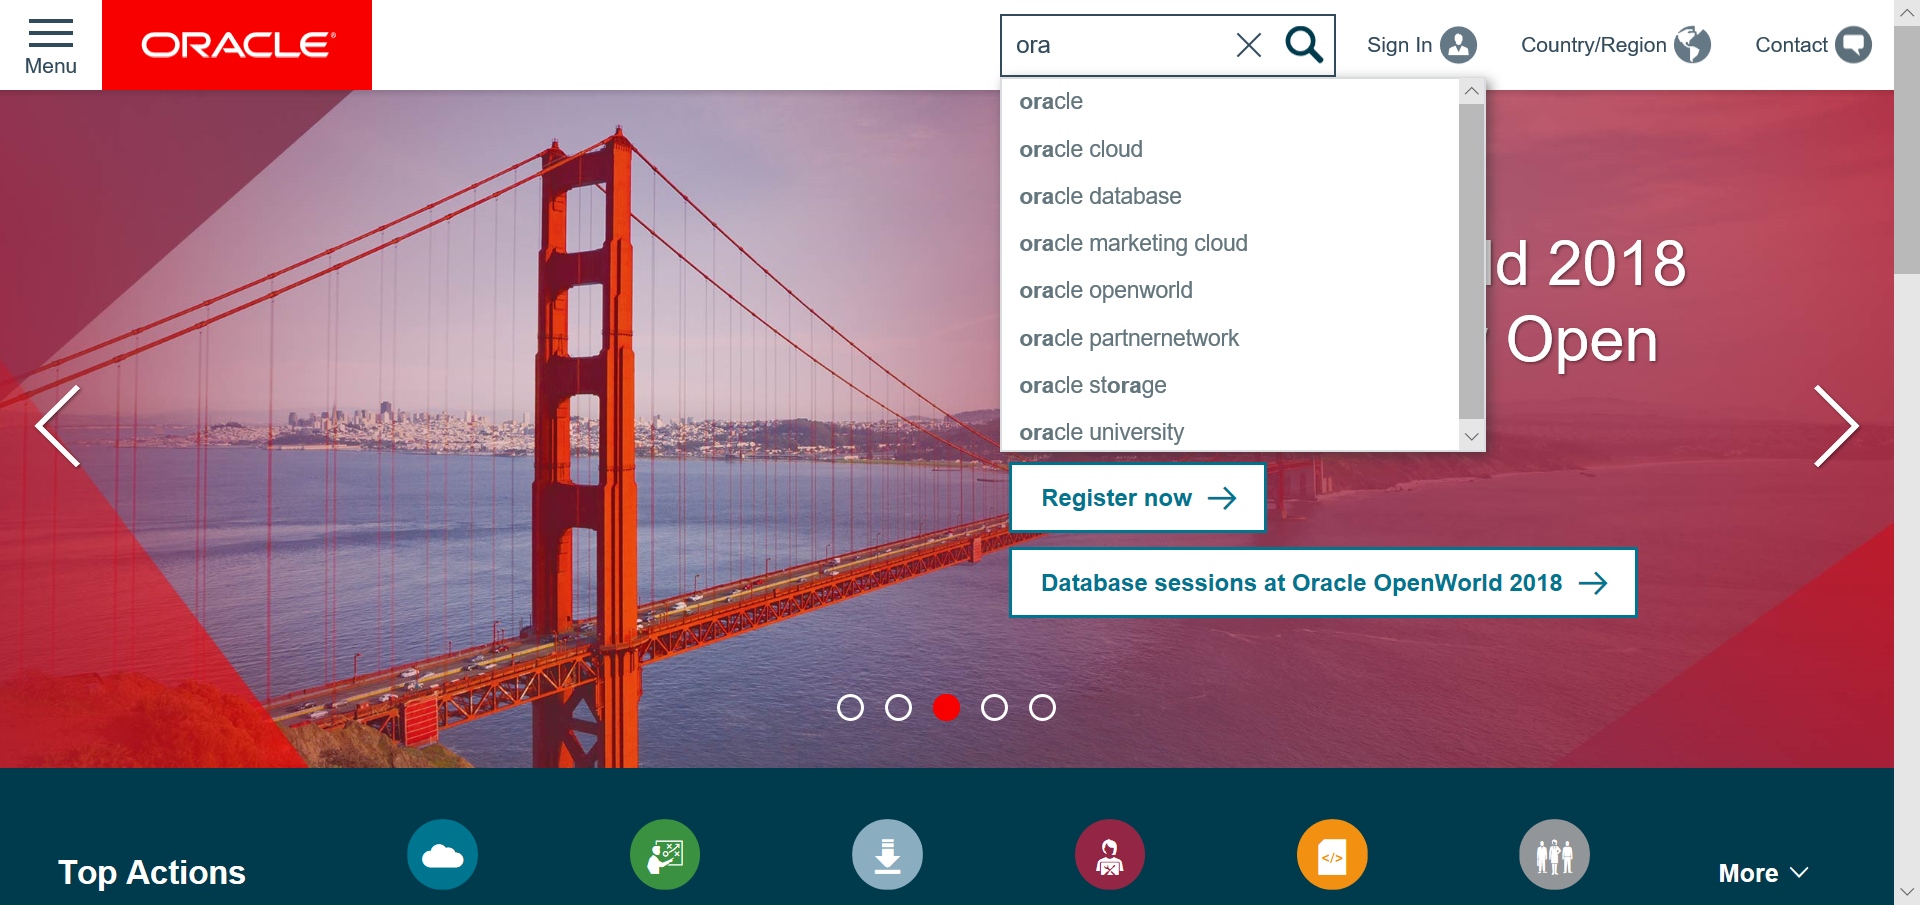 Menu
ORACLE®
ora
Sign In
Country/Region
Contact
oracle
oracle cloud
oracle database
oracle marketing cloud
oracle openworld
oracle partnernetwork
oracle storage
oracle university
ld 2018
Open
Register now
Database sessions at Oracle OpenWorld 2018
Top Actions
</>
More